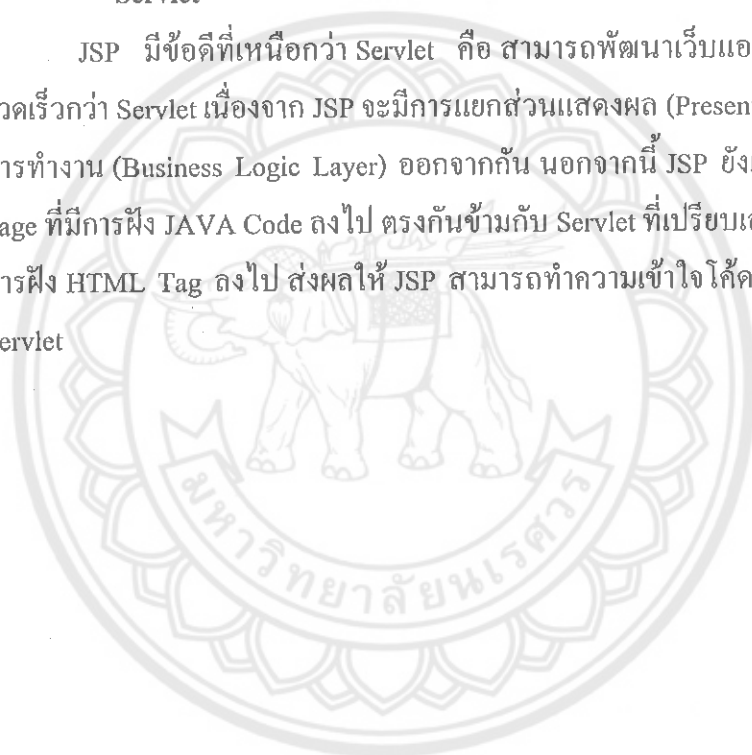 Servlet
JSP มีข้อดีที่เหนือกว่า Servlet คือ สามารถพัฒนาเว็บแอ
วดเร็วกว่า Servlet เนื่องจาก JSP จะมีการแยกส่วนแสดงผล (Presen
ารทำงาน (Business Logic Layer) ออกจากกัน นอกจากนี้ JSP ยัง
age ที่มีการฝัง JAVA Code ลงไป ตรงกันข้ามกับ Servlet ที่เปรียบ
ารฝัง HTML Tag ลงไป ส่งผลให้ JSP สามารถทำความเข้าใจโค้ด
ervlet
มหาวิทยาลัยนเรศวร